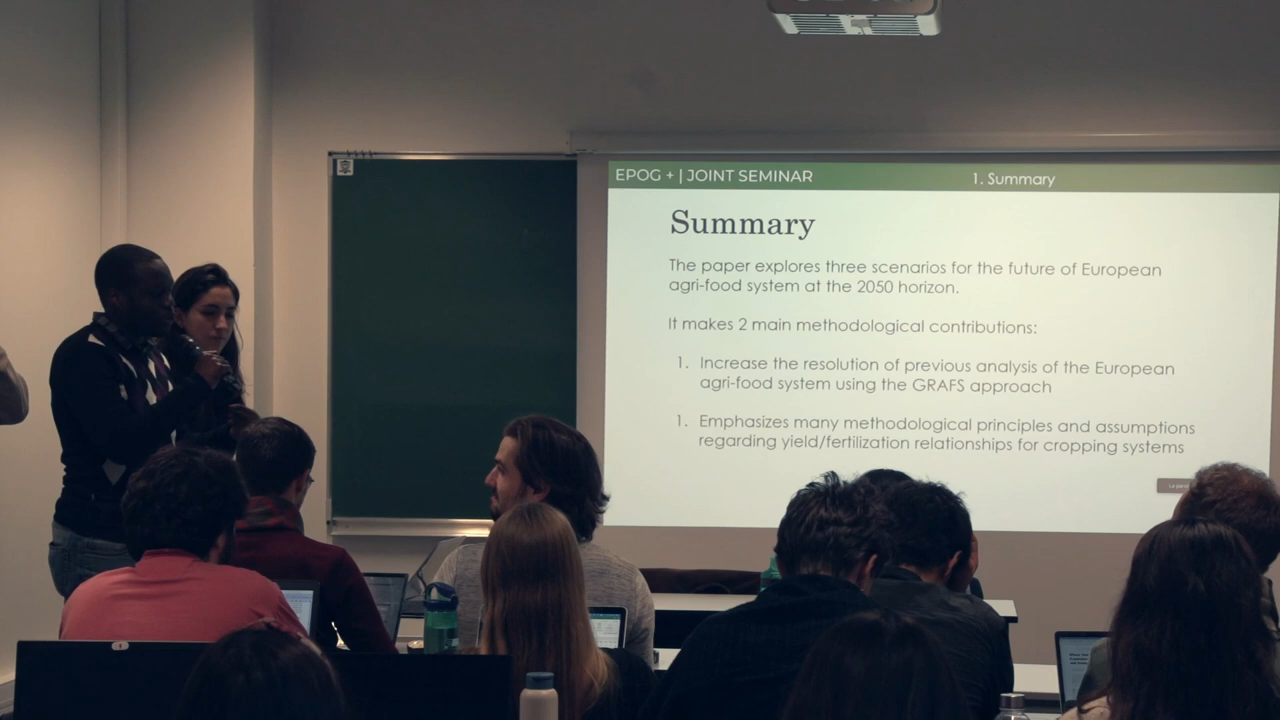 EPOG + | JOINT SEMINAR
1. Summary
Summary
The paper explores three scenarios for the future of European
agri-food system at the 2050 horizon.
It makes 2 main methodological contributions:
1. Increase the resolution of previous analysis of the European
agri-food system using the GRAFS approach
1. Emphasizes many methodological principles and assumptions
regarding yield/fertilization relationships for cropping systems